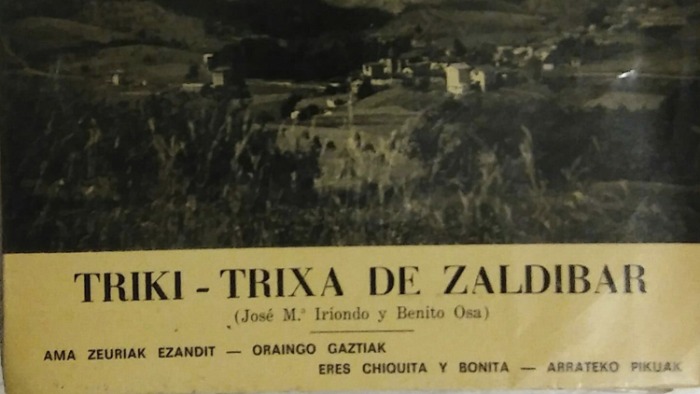 TRIKI - TRIXA DE ZALDIBAR
(José M.ª Iriondo y Benito Osa)
AMA ZEURIAK EZANDIT — ORAINGO GAZTIAK
ERES CHIQUITA Y BONITA — ARRATEKO PIKUAK